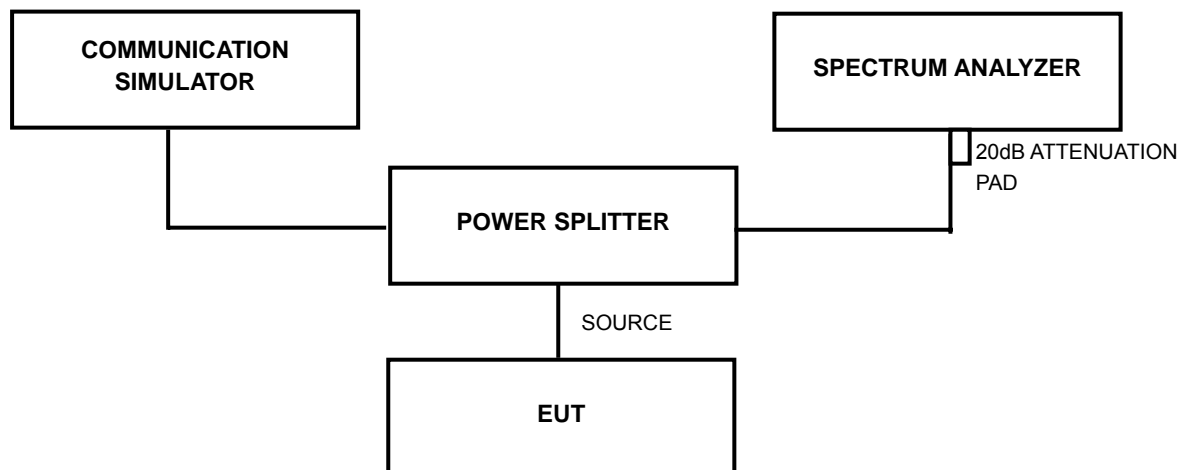 COMMUNICATION
SIMULATOR
SPECTRUM ANALYZER
20dB ATTENUATION
PAD
POWER SPLITTER
SOURCE
EUT